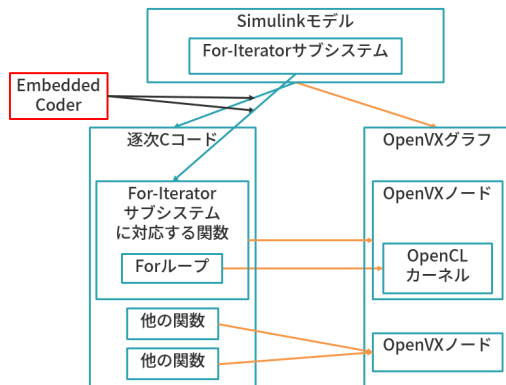 Simulinkモデル
For-Iteratorサブシステム
Embedded
Coder
逐次Cコード
OpenVXグラフ
For-Iterator
サブシステム
に対応する関数
OpenVXノード
Forループ
OpenCL
カーネル
他の関数
他の関数
OpenVXノード